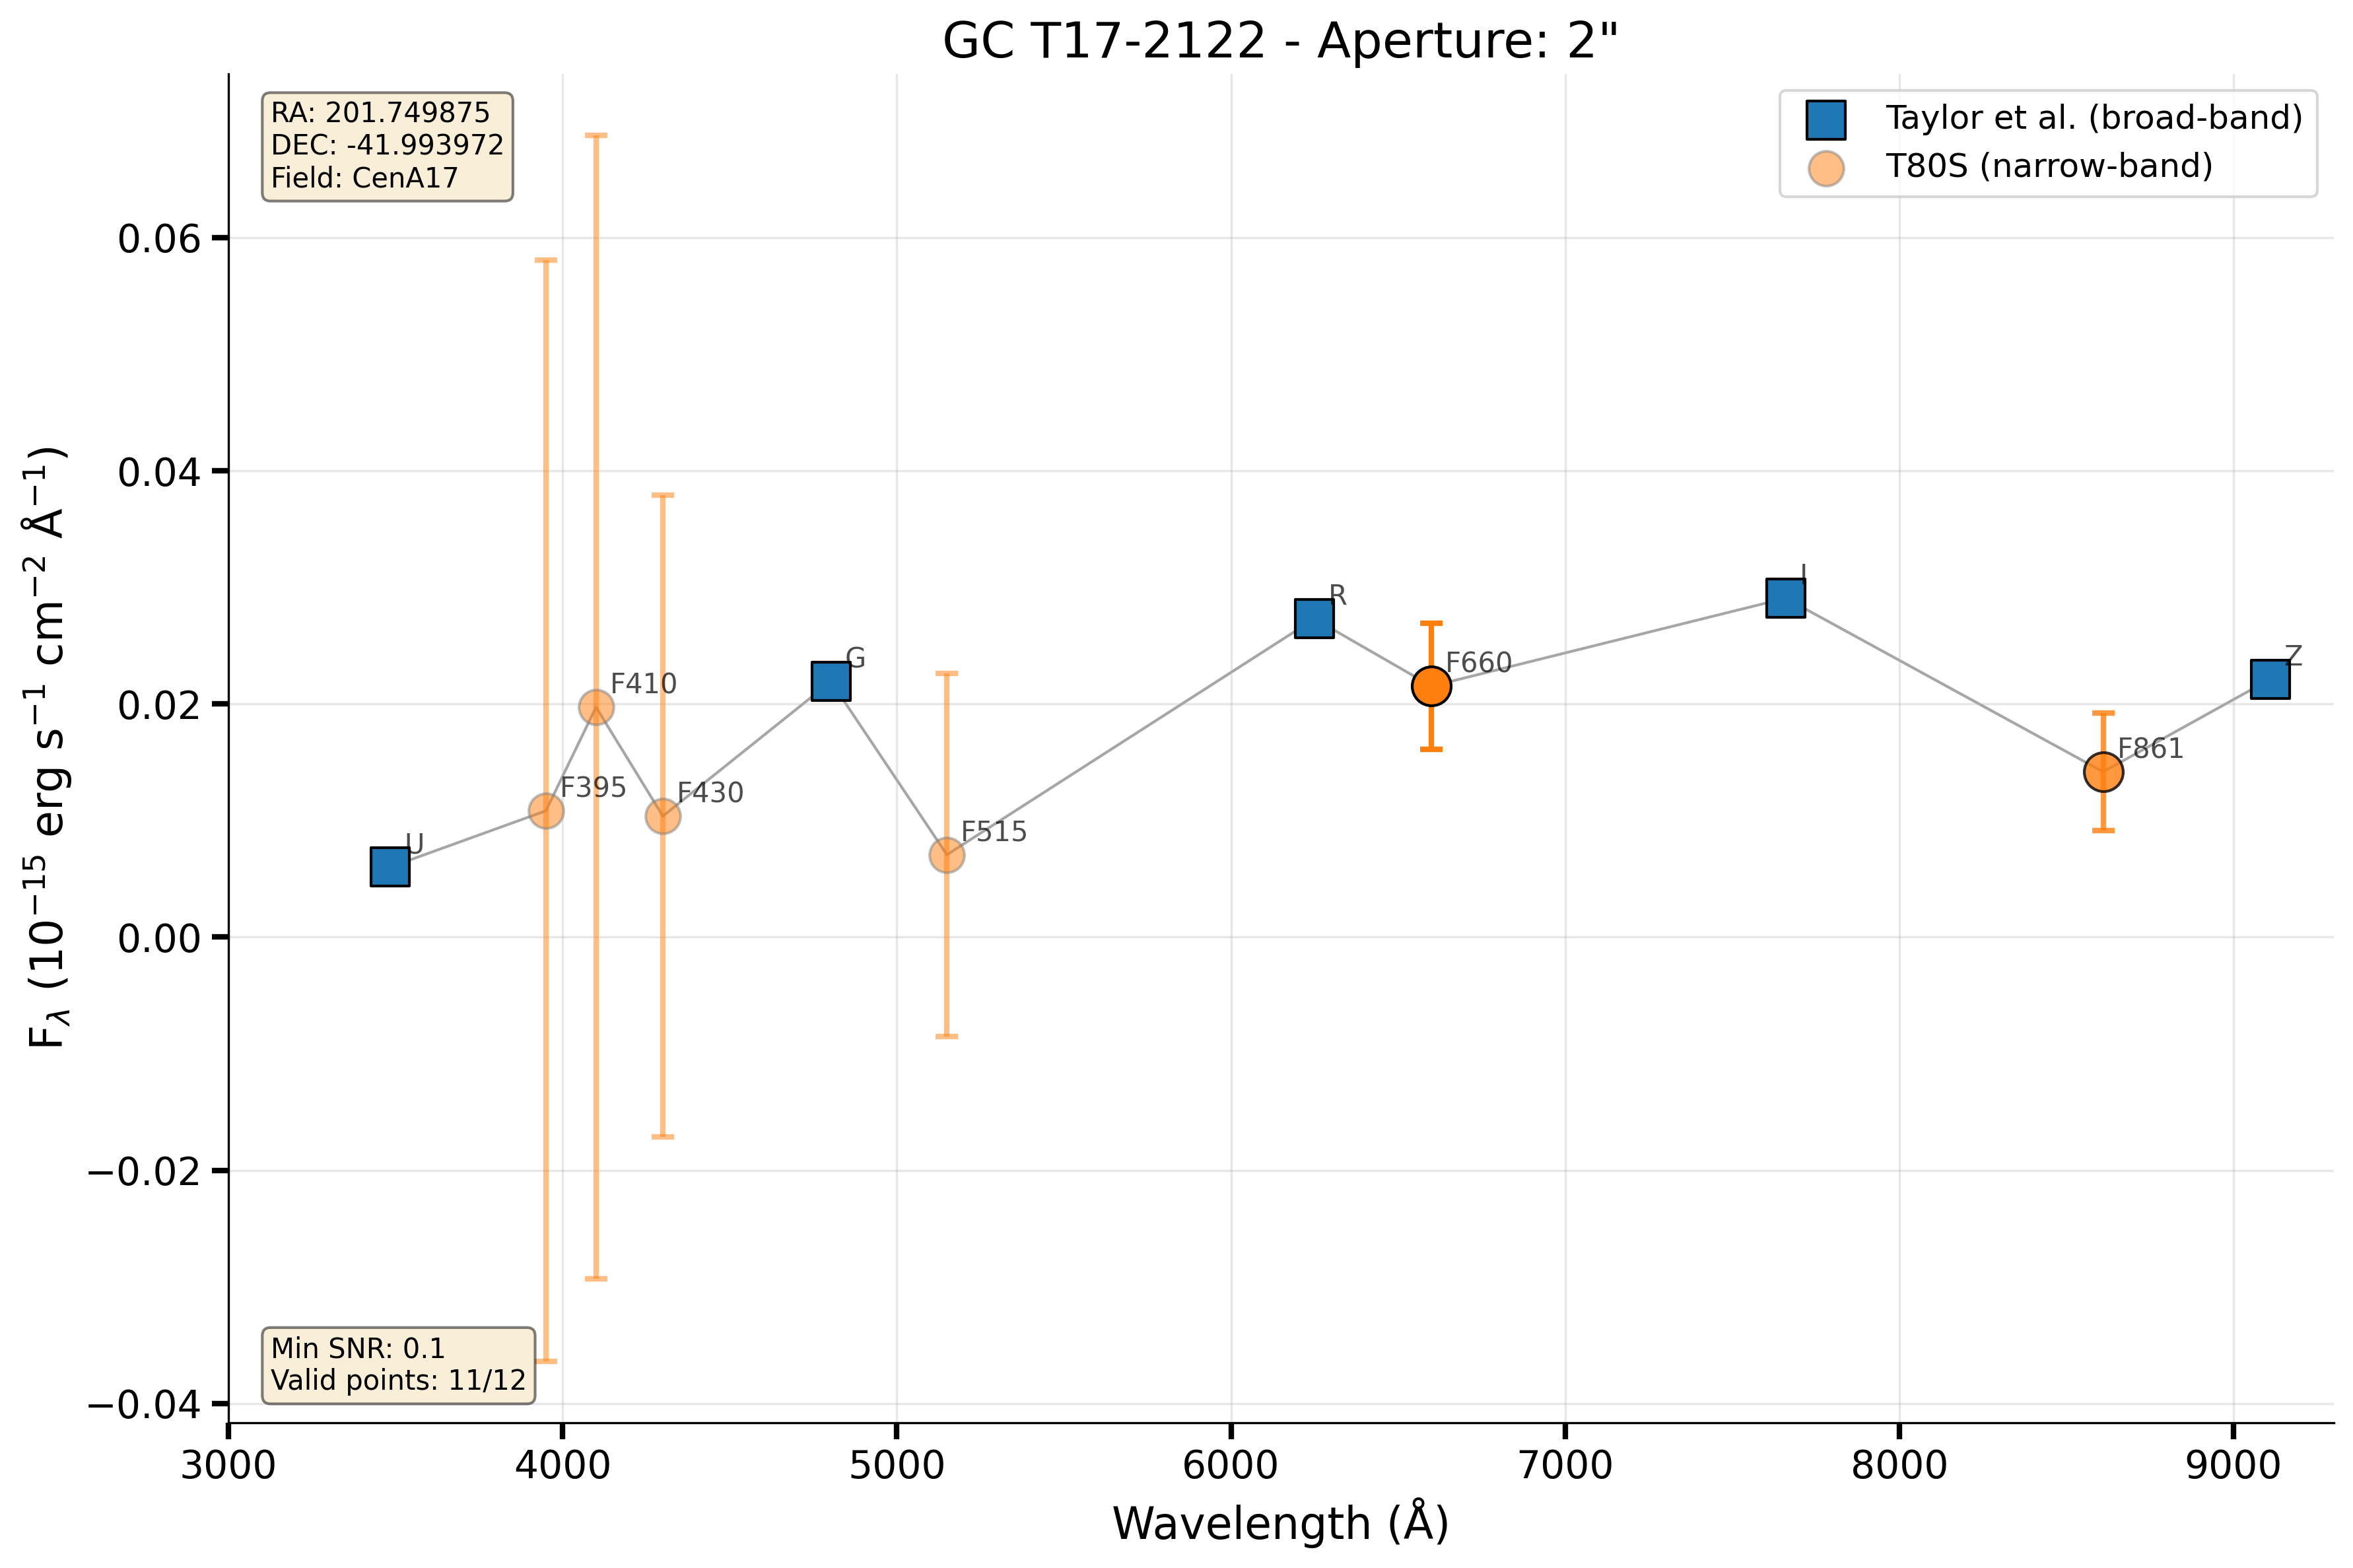 GC T17-2122 - Aperture: 2"
RA: 201.749875
DEC: -41.993972
Field: CenA17
Taylor et al. (broad-band)
T80S (narrow-band)
0.06
0.04
0.02
0.00
−0.02
−0.04
F_λ (10⁻¹⁵ erg s⁻¹ cm⁻² Å⁻¹)
U
F395
F410
F430
G
F515
R
F660
I
F861
Z
Min SNR: 0.1
Valid points: 11/12
3000 4000 5000 6000 7000 8000 9000
Wavelength (Å)